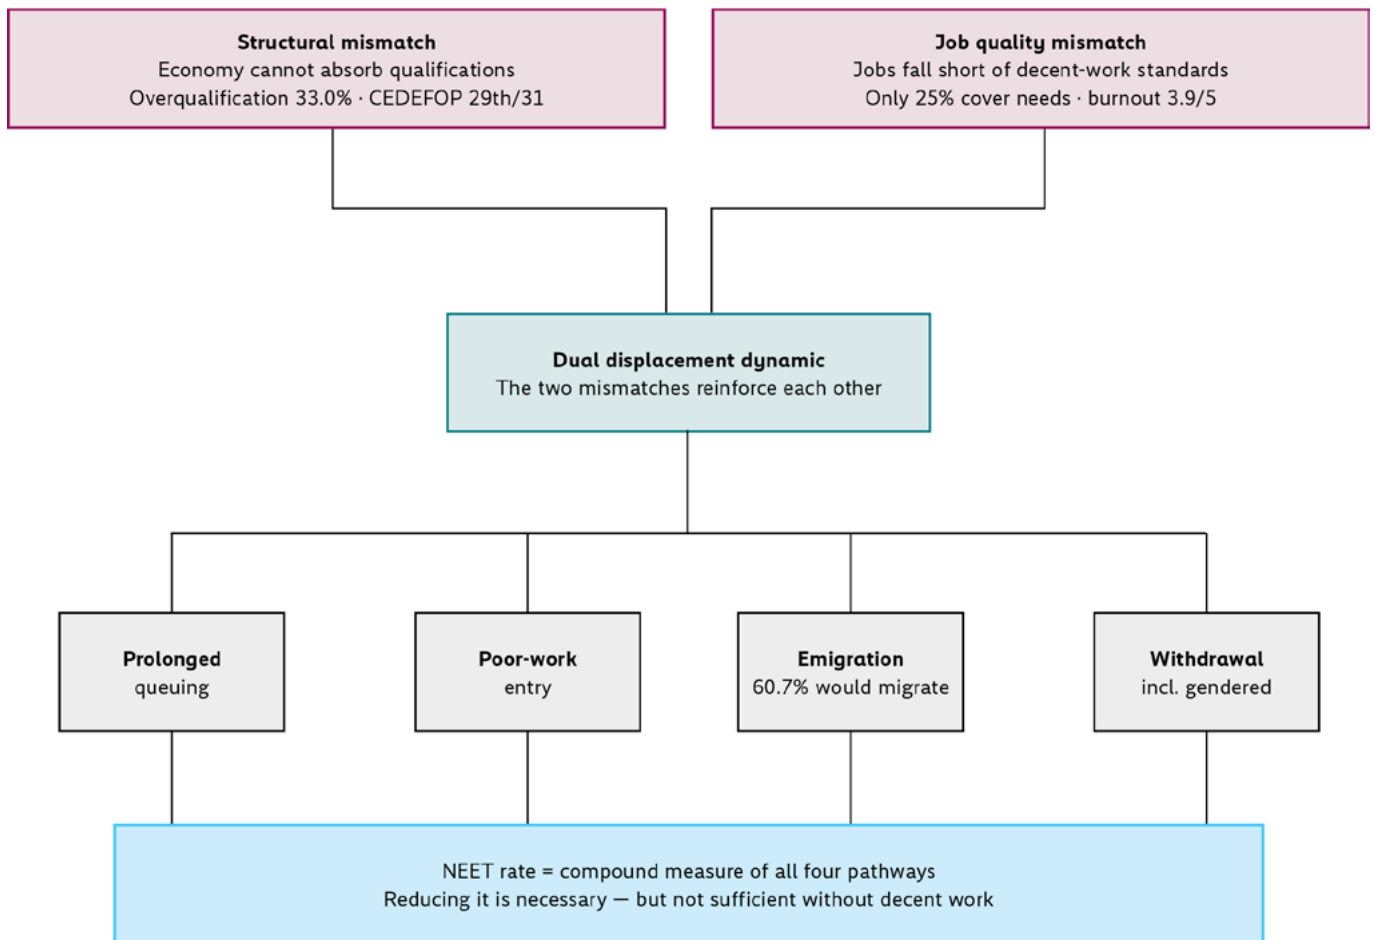 Structural mismatch
Economy cannot absorb qualifications
Overqualification 33.0% · CEDEFOP 29th/31
Job quality mismatch
Jobs fall short of decent-work standards
Only 25% cover needs · burnout 3.9/5
Dual displacement dynamic
The two mismatches reinforce each other
Prolonged
queuing
Poor-work
entry
Emigration
60.7% would migrate
Withdrawal
incl. gendered
NEET rate = compound measure of all four pathways
Reducing it is necessary — but not sufficient without decent work